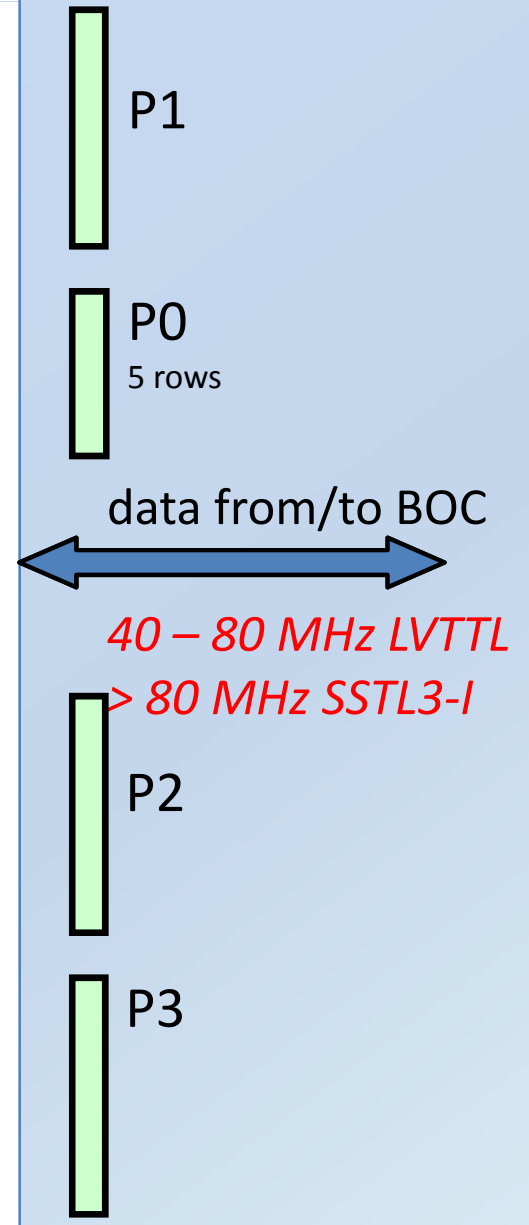 P1
P0
5 rows
data from/to BOC
40 – 80 MHz LVTTL
> 80 MHz SSTL3-I
P2
P3